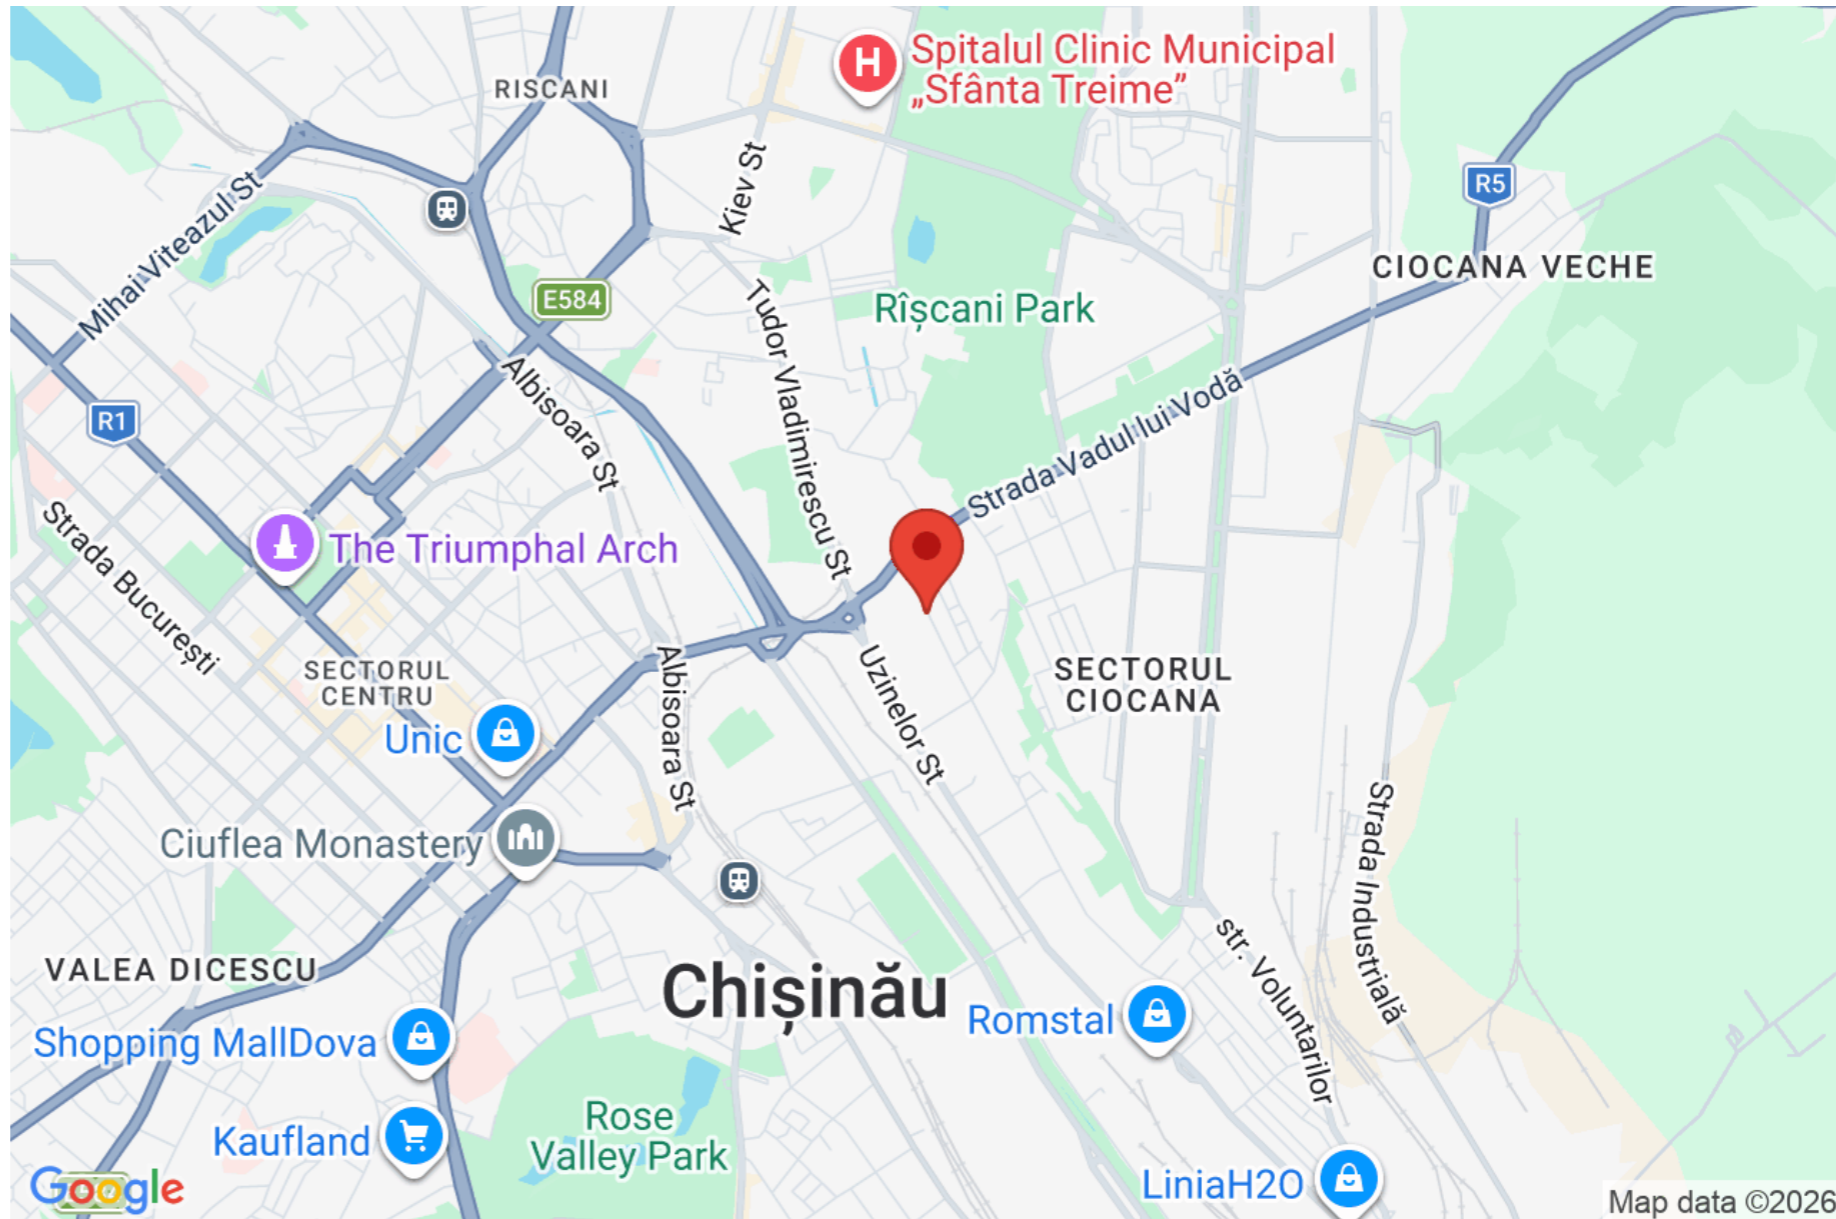 Spitalul Clinic Municipal
„Sfânta Treime”
H
RISCANI
Kiev St
Mihai Viteazul St
R5
CIOCANA VECHE
E584
Tudor Vladimirescu St
Rîșcani Park
Albisoara St
R1
Strada Vadul lui Vodă
Strada București
The Triumphal Arch
SECTORUL
CENTRU
Albisoara St
Uzinelor St
SECTORUL
CIOCANA
Unic
Ciuflea Monastery
Strada Industrială
str. Voluntarilor
VALEA DICESCU
Chișinău
Romstal
Shopping MallDova
Rose
Valley Park
Kaufland
LiniaH2O
Google
Map data ©2026